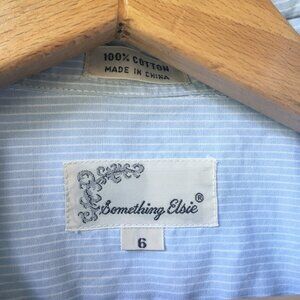 100% COTTON
MADE IN CHINA
Something Elsie®
6